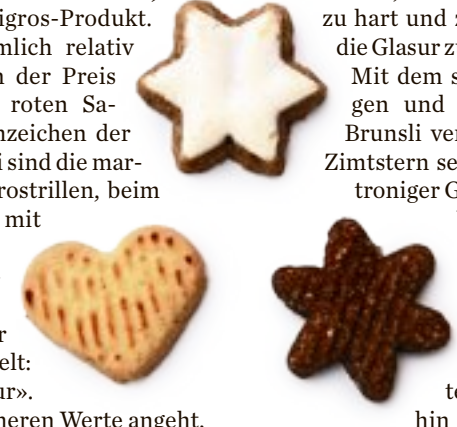 igros-Produkt.
mlich relativ
n der Preis
roten Sa-
nzeichen der
i sind die mar-
rostrillen, beim
mit
r
elt:
ur».
neren Werte angeht,
zu hart und z
die Glasur zu
Mit dem s
gen und
Brunsli ver
Zimtstern se
troniger G
te
hin